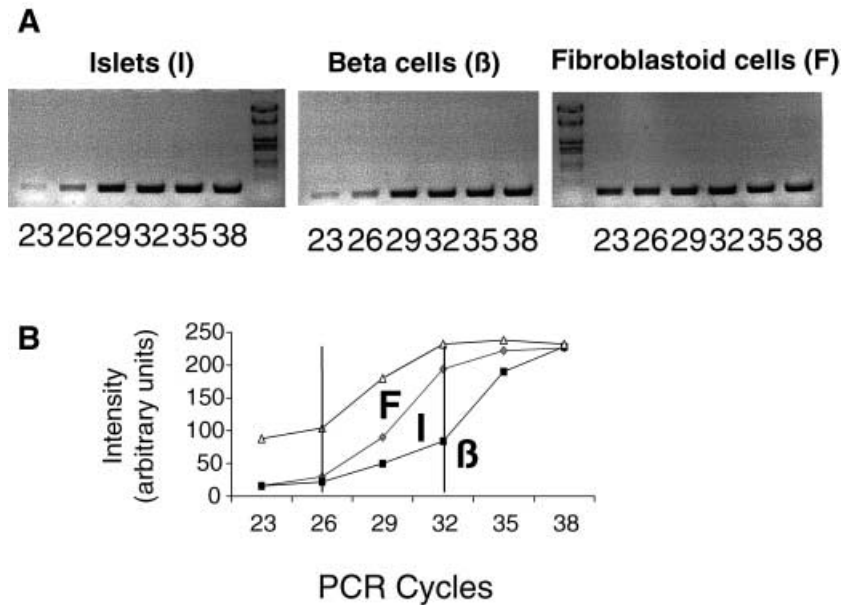 A
Islets (I)
Beta cells (ß)
Fibroblastoid cells (F)
23 26 29 32 35 38
23 26 29 32 35 38
23 26 29 32 35 38
B
Intensity
(arbitrary units)
250
200
150
100
50
0
F
I
ß
23 26 29 32 35 38
PCR Cycles